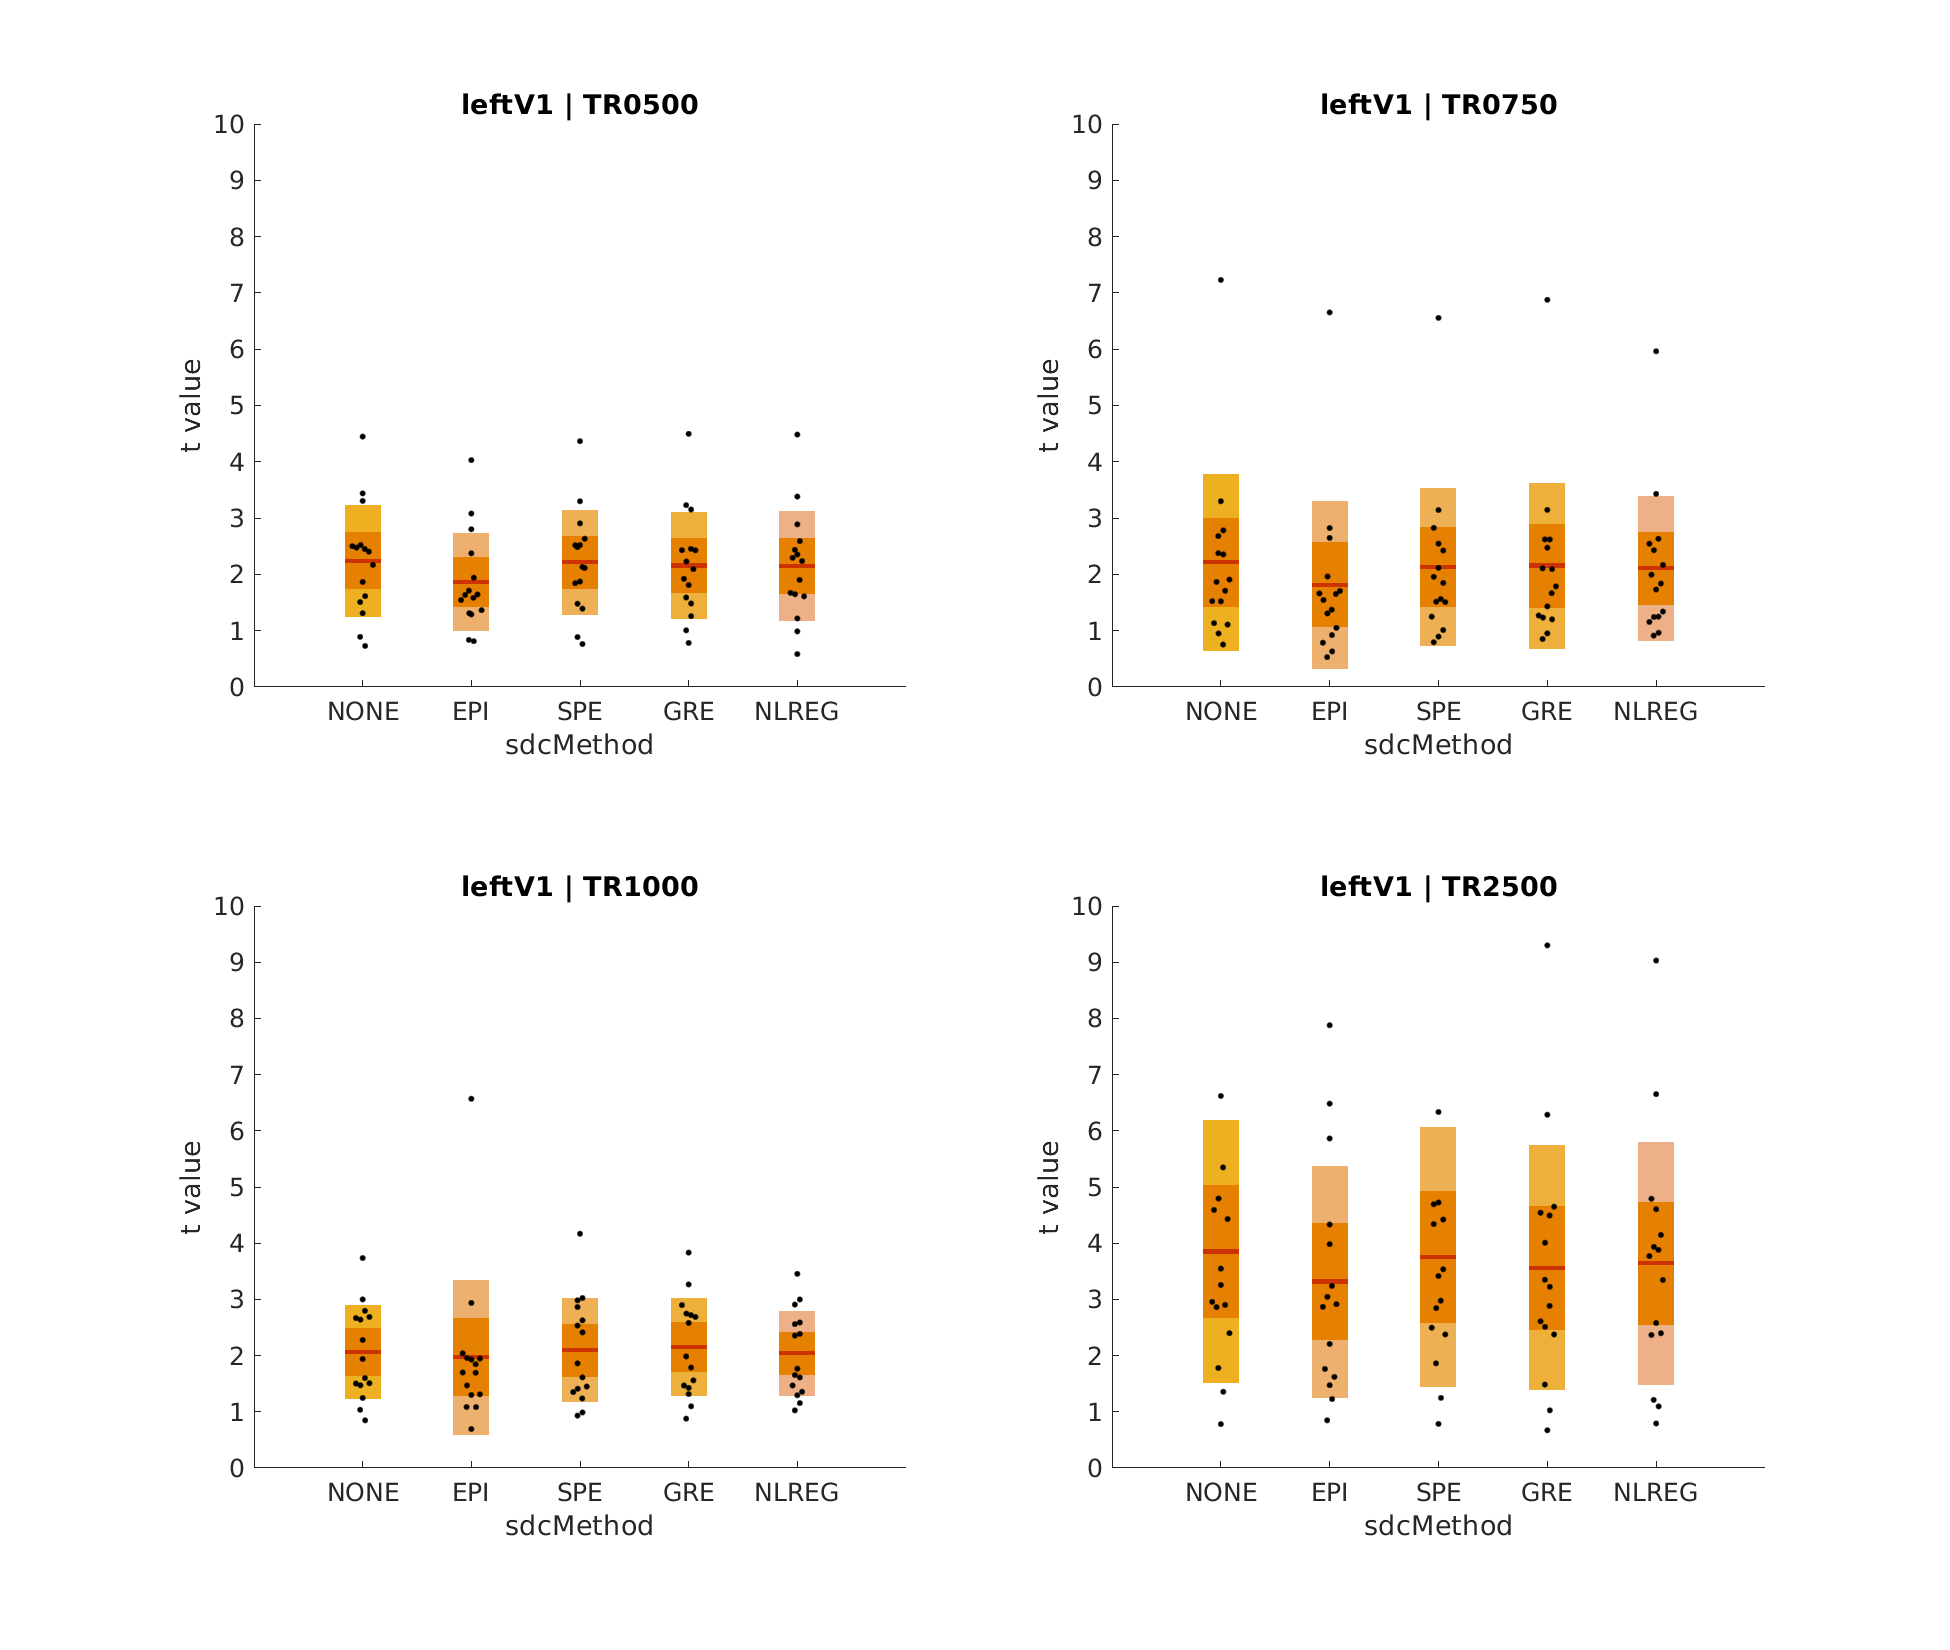 leftV1 | TR0500
10
9
8
7
6
5
4
3
2
1
0
t value
NONE EPI SPE GRE NLREG
sdcMethod
leftV1 | TR0750
10
9
8
7
6
5
4
3
2
1
0
t value
NONE EPI SPE GRE NLREG
sdcMethod
leftV1 | TR1000
10
9
8
7
6
5
4
3
2
1
0
t value
NONE EPI SPE GRE NLREG
sdcMethod
leftV1 | TR2500
10
9
8
7
6
5
4
3
2
1
0
t value
NONE EPI SPE GRE NLREG
sdcMethod